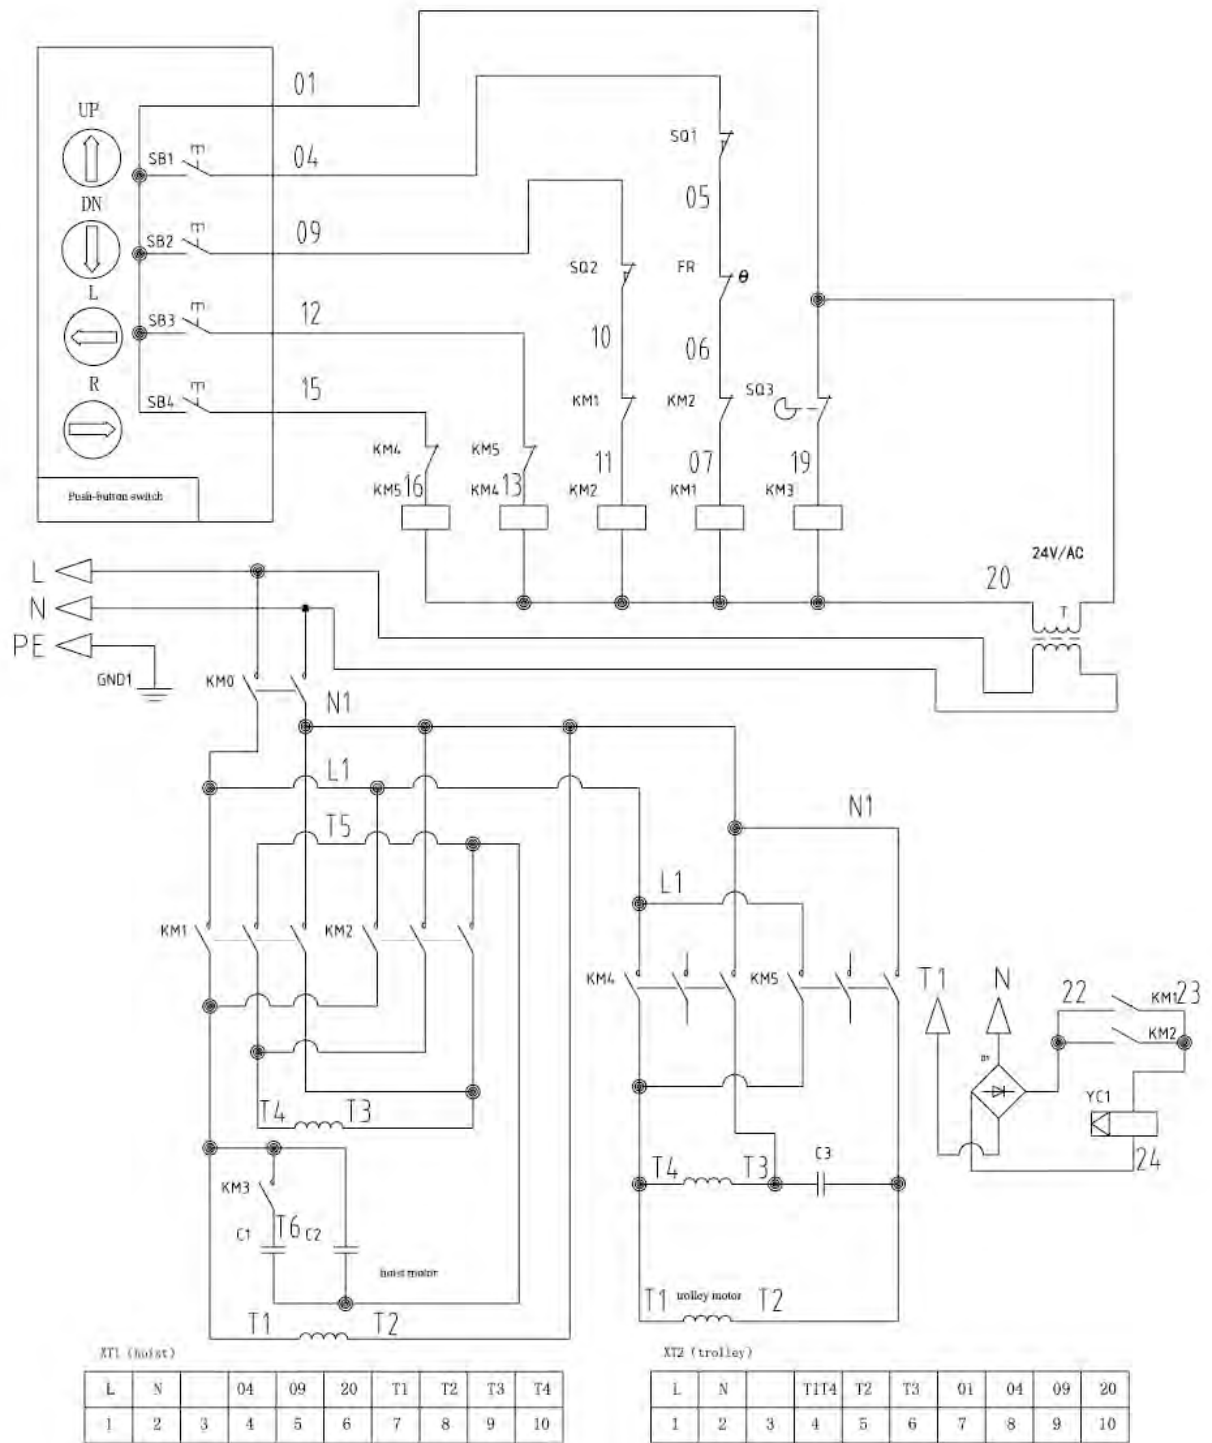 01
UP
SB1
04
SQ1
05
DN
SB2
09
SQ2
FR
θ
L
SB3
12
10
06
R
SB4
15
KM1
KM2
SQ3
KM4
KM5
11
07
19
KM5
16
KM4
13
KM2
KM1
KM3
Push-button switch
24V/AC
L
20
N
T
PE
GND1
KM0
N1
L1
N1
T5
L1
KM1
KM2
KM4
KM5
T1
N
22
KM1
23
KM2
YC1
T4
T3
C3
24
T4
T3
KM3
C1
T6
C2
hoist motor
T1
trolley motor
T2
T1
T2
XT1 (hoist)
XT2 (trolley)
L N 04 09 20 T1 T2 T3 T4
1 2 3 4 5 6 7 8 9 10
L N T1T4 T2 T3 01 04 09 20
1 2 3 4 5 6 7 8 9 10